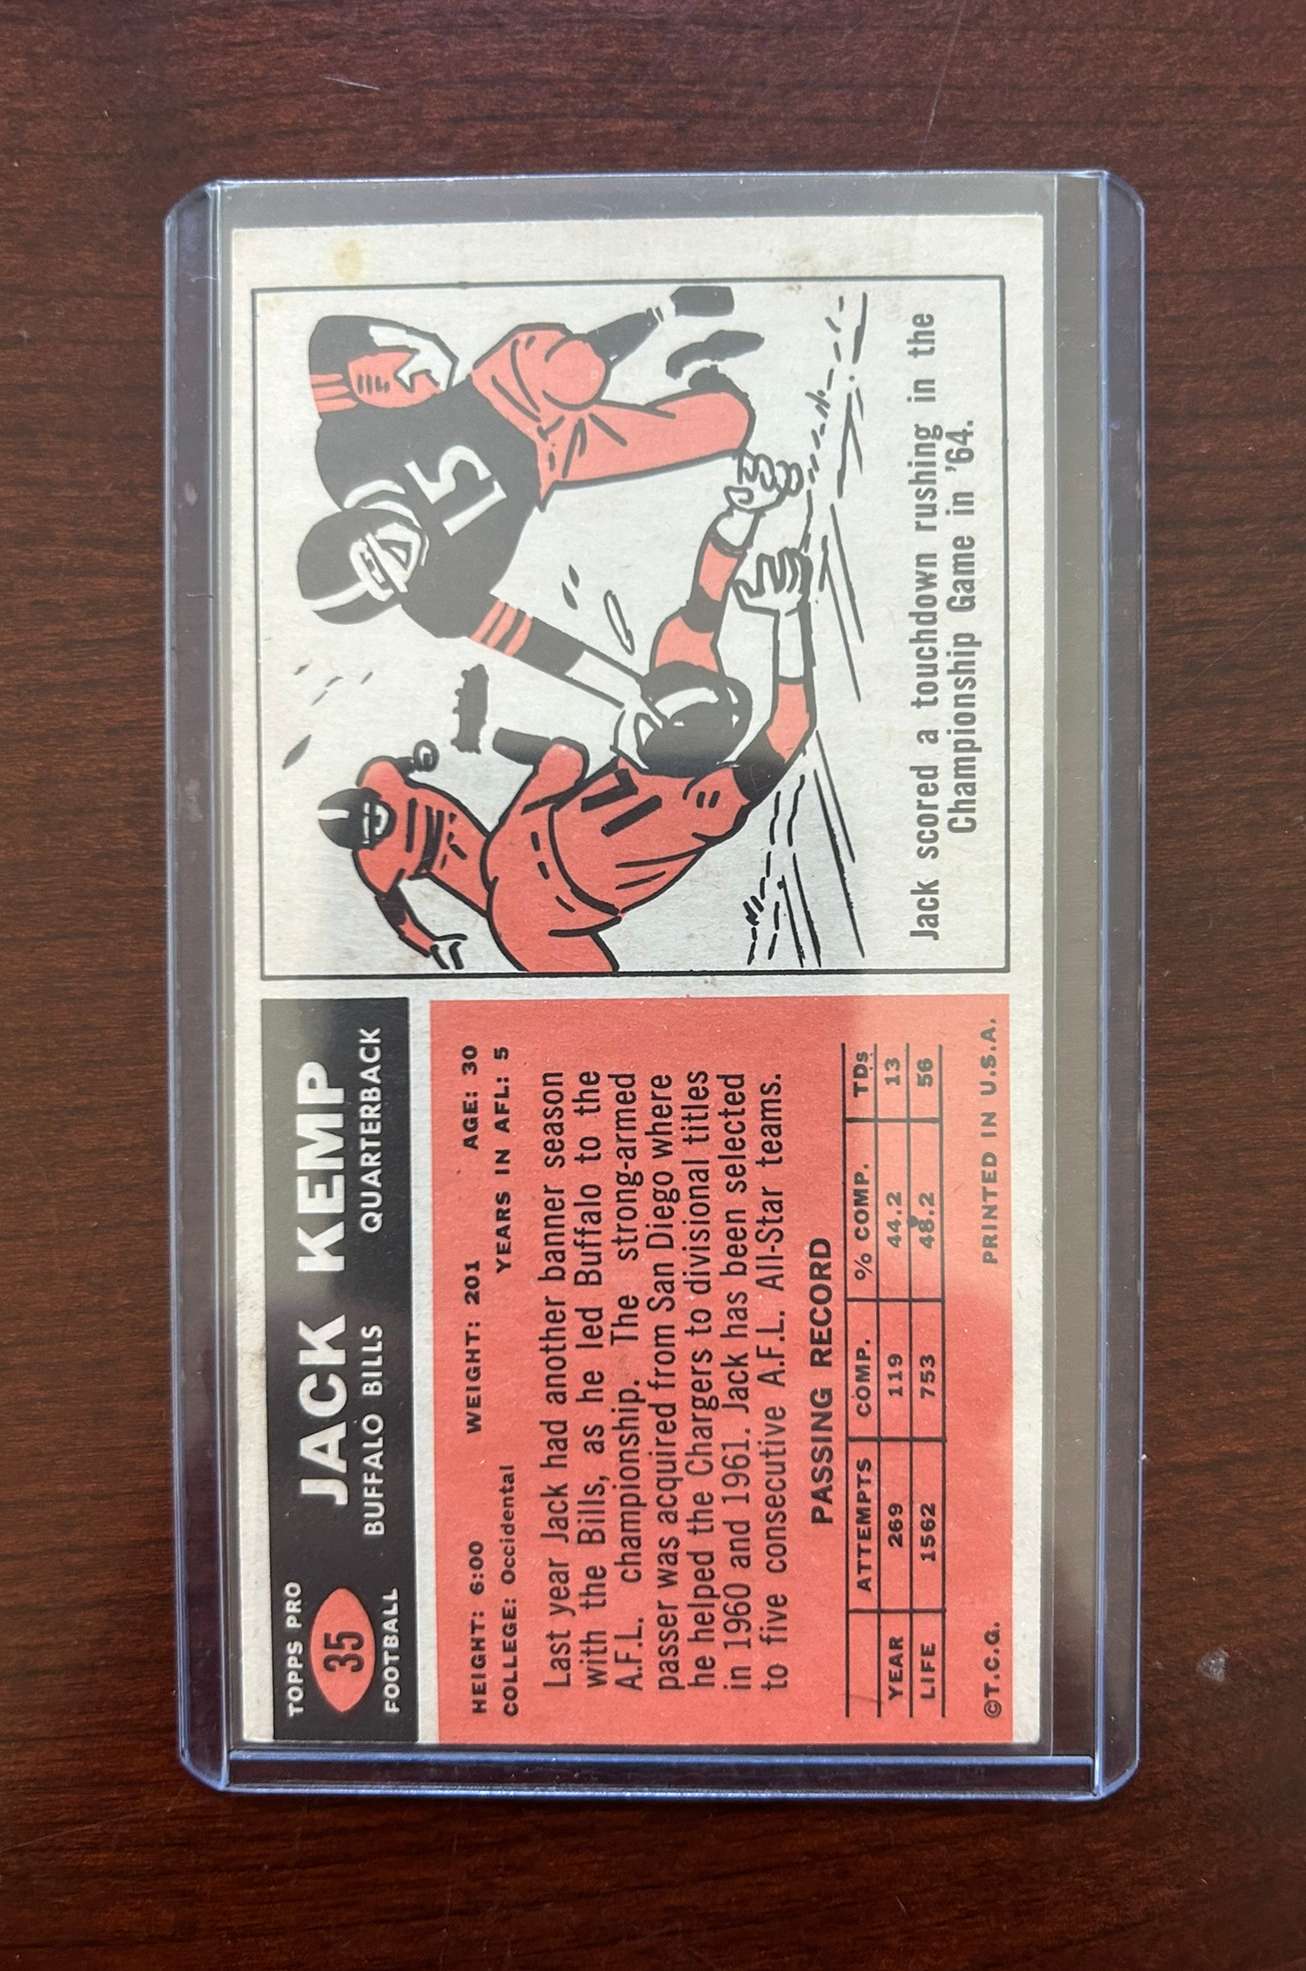 TOPPS PRO
35
FOOTBALL
JACK KEMP
BUFFALO BILLS QUARTERBACK
HEIGHT: 6:00 WEIGHT: 201 AGE: 30
COLLEGE: Occidental YEARS IN AFL: 5
Last year Jack had another banner season
with the Bills, as he led Buffalo to the
A.F.L. championship. The strong-armed
passer was acquired from San Diego where
he helped the Chargers to divisional titles
in 1960 and 1961. Jack has been selected
to five consecutive A.F.L. All-Star teams.
PASSING RECORD
ATTEMPTS COMP. % COMP. TDs
YEAR 269 119 44.2 13
LIFE 1562 753 48.2 56
©T.C.G. PRINTED IN U.S.A.
15
Jack scored a touchdown rushing in the
Championship Game in '64.